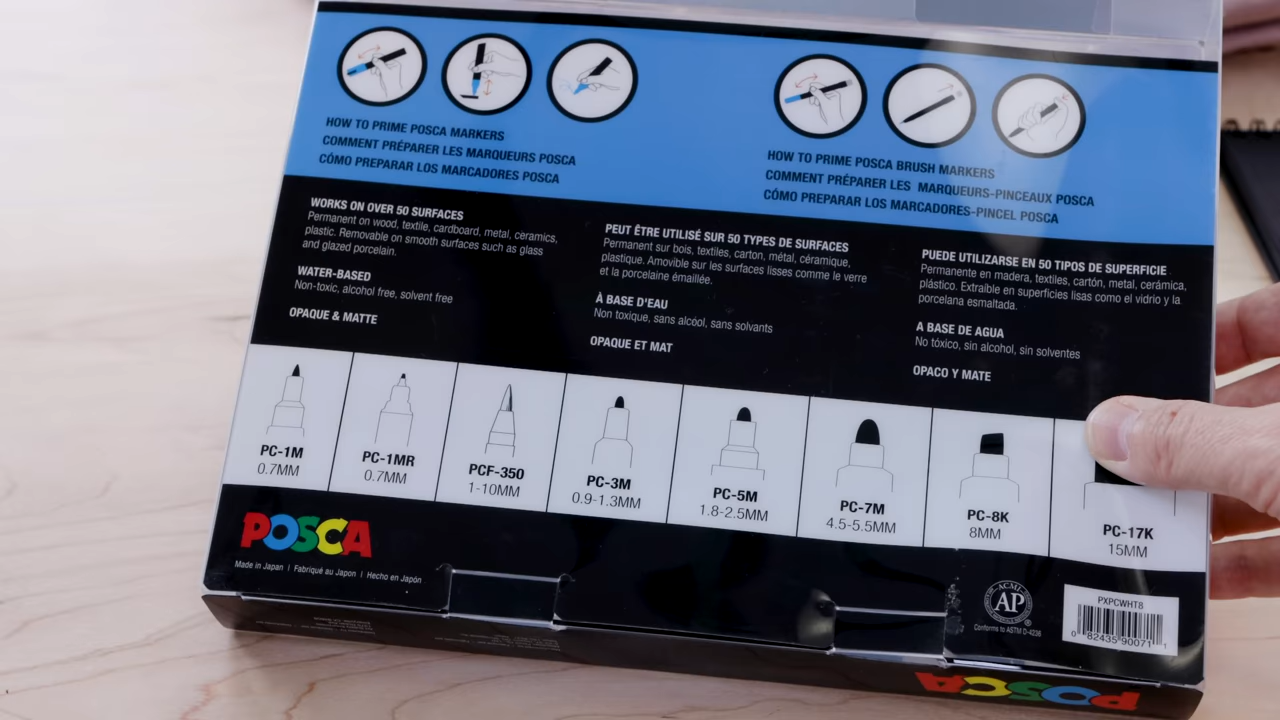 HOW TO PRIME POSCA MARKERS
COMMENT PRÉPARER LES MARQUEURS POSCA
CÓMO PREPARAR LOS MARCADORES POSCA
HOW TO PRIME POSCA BRUSH MARKERS
COMMENT PRÉPARER LES MARQUEURS-PINCEAUX POSCA
CÓMO PREPARAR LOS MARCADORES-PINCEL POSCA
WORKS ON OVER 50 SURFACES
Permanent on wood, textile, cardboard, metal, ceramics,
plastic. Removable on smooth surfaces such as glass
and glazed porcelain.
WATER-BASED
Non-toxic, alcohol free, solvent free
OPAQUE & MATTE
PEUT ÊTRE UTILISÉ SUR 50 TYPES DE SURFACES
Permanent sur bois, textiles, carton, métal, céramique,
plastique. Amovible sur les surfaces lisses comme le verre
et la porcelaine émaillée.
À BASE D'EAU
Non toxique, sans alcóol, sans solvants
OPAQUE ET MAT
PUEDE UTILIZARSE EN 50 TIPOS DE SUPERFICIE
Permanente en madera, textiles, cartón, metal, cerámica,
plástico. Extraíble en superficies lisas como el vidrio y la
porcelana esmaltada.
A BASE DE AGUA
No tóxico, sin alcohol, sin solventes
OPACO Y MATE
PC-1M
0.7MM
PC-1MR
0.7MM
PCF-350
1-10MM
PC-3M
0.9-1.3MM
PC-5M
1.8-2.5MM
PC-7M
4.5-5.5MM
PC-8K
8MM
PC-17K
15MM
POSCA
Made in Japan | Fabriqué au Japon | Hecho en Japón
ACMI
AP
Conforms to ASTM D-4236
PXPCWHT8
0 82435 90071 1
POSCA